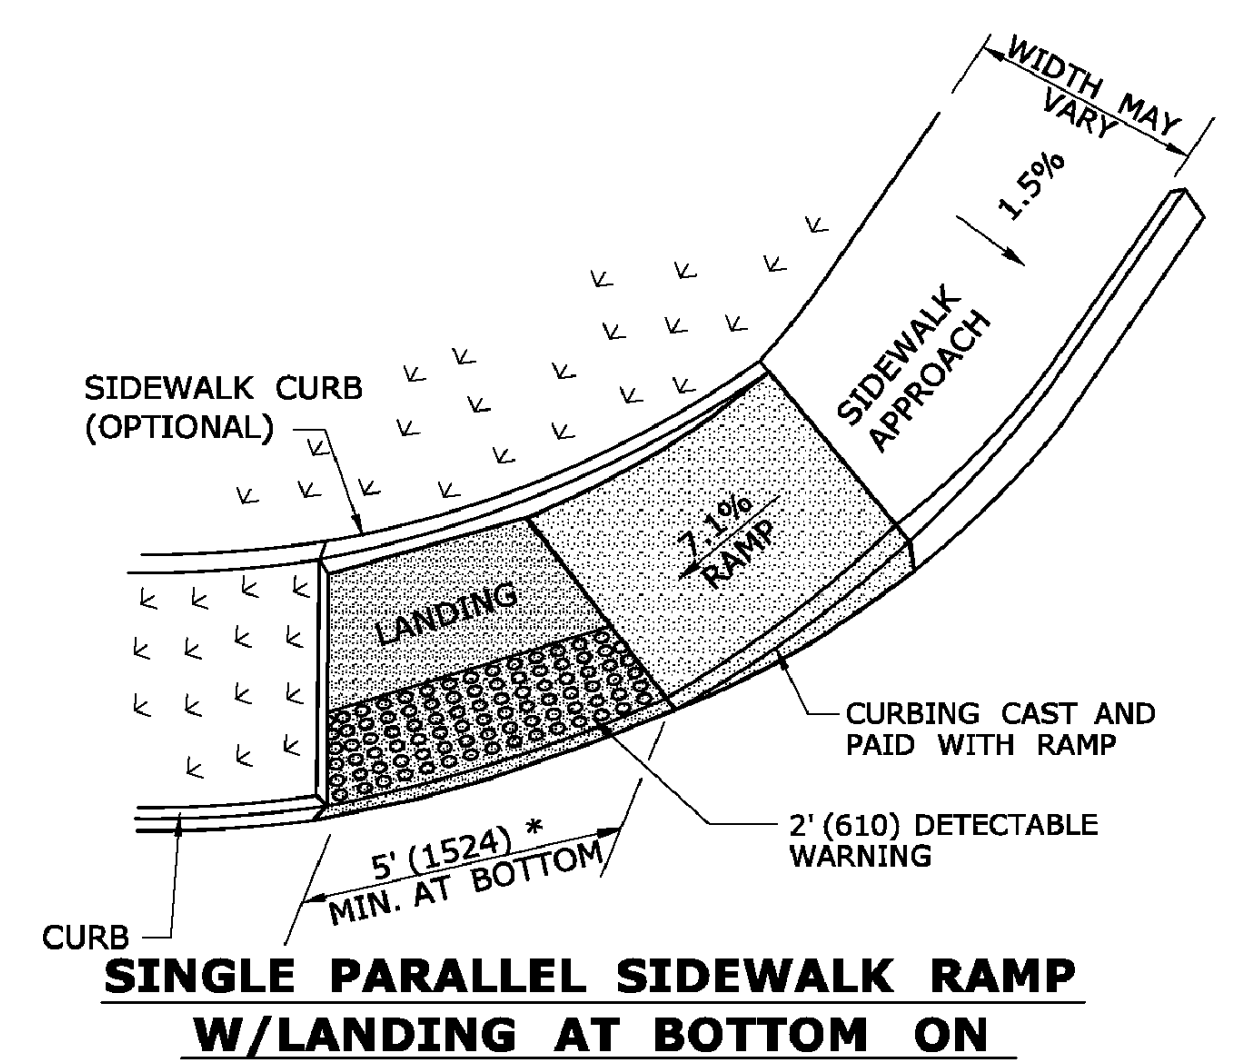 WIDTH MAY
VARY
1.5%
SIDEWALK
APPROACH
SIDEWALK CURB
(OPTIONAL)
7.1%
RAMP
LANDING
CURBING CAST AND
PAID WITH RAMP
2' (610) DETECTABLE
WARNING
5' (1524) *
MIN. AT BOTTOM
CURB
SINGLE PARALLEL SIDEWALK RAMP
W/LANDING AT BOTTOM ON